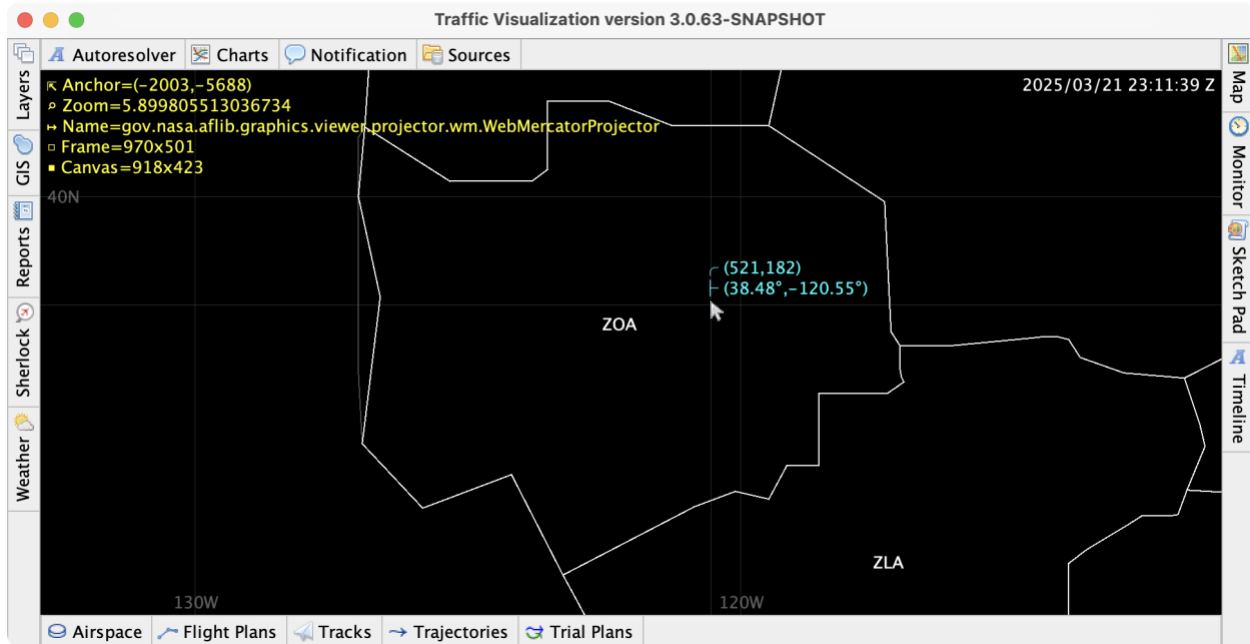 Traffic Visualization version 3.0.63-SNAPSHOT
Autoresolver Charts Notification Sources
Layers
GIS
Reports
Sherlock
Weather
Anchor=(-2003,-5688)
Zoom=5.899805513036734
Name=gov.nasa.aflib.graphics.viewer.projector.wm.WebMercatorProjector
Frame=970x501
Canvas=918x423
2025/03/21 23:11:39 Z
40N
(521,182)
(38.48°,-120.55°)
ZOA
ZLA
130W 120W
Map
Monitor
Sketch Pad
Timeline
Airspace Flight Plans Tracks Trajectories Trial Plans